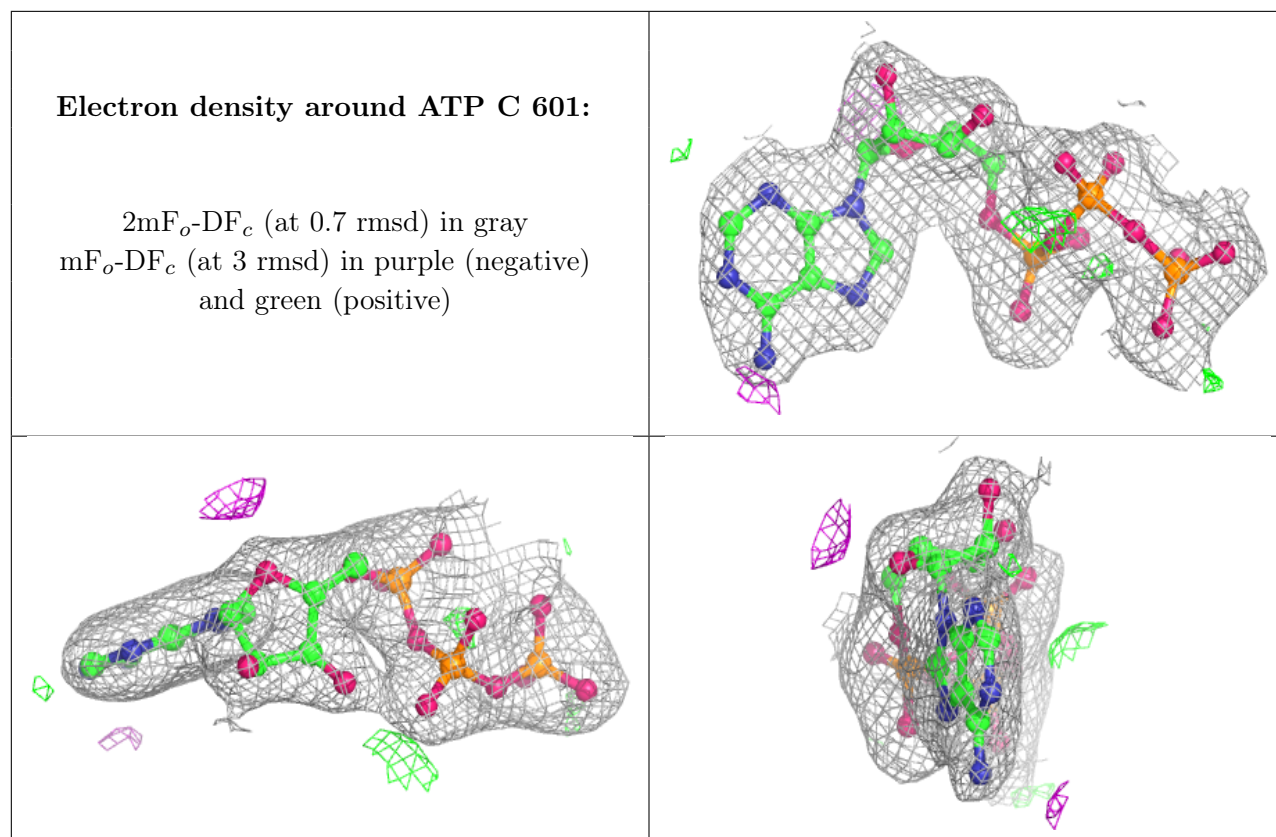 Electron density around ATP C 601:
2mFo-DFc (at 0.7 rmsd) in gray
mFo-DFc (at 3 rmsd) in purple (negative)
and green (positive)